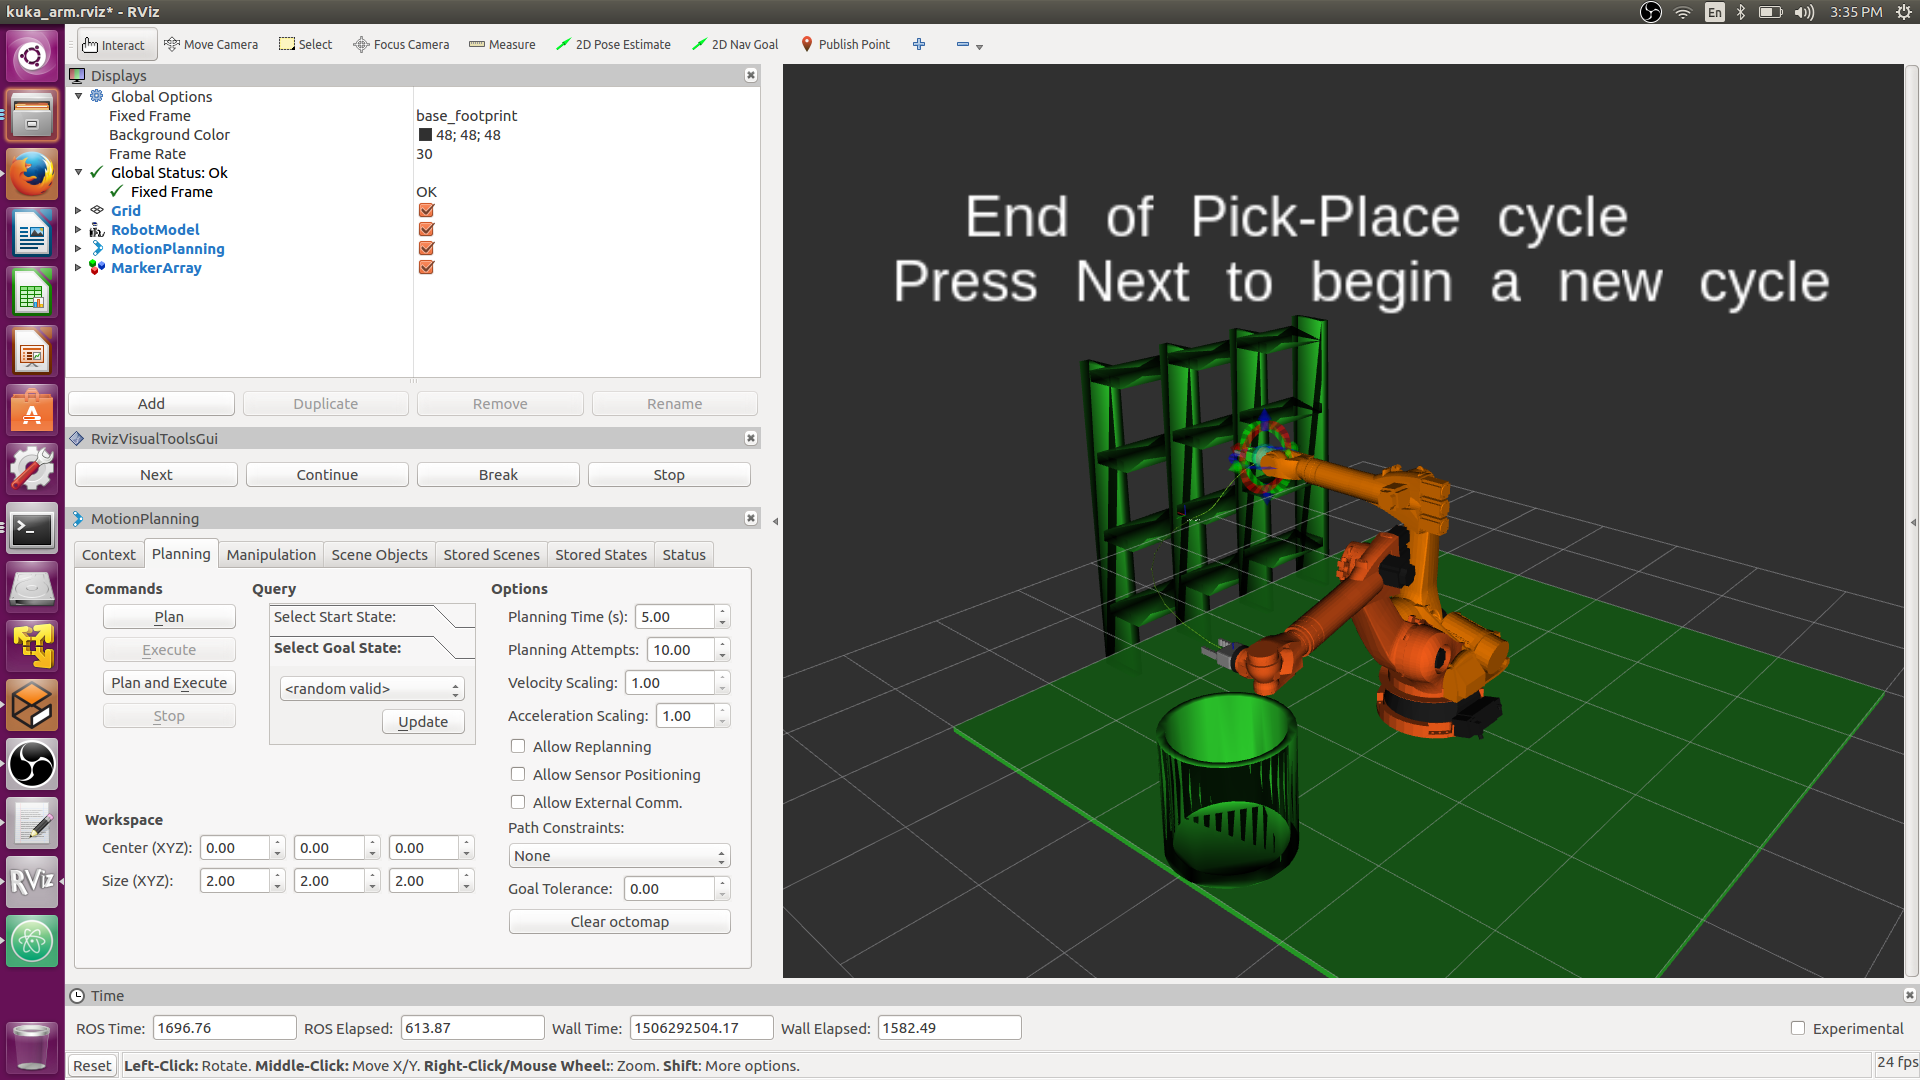 kuka_arm.rviz* - RViz
En
3:35 PM
Interact Move Camera Select Focus Camera Measure 2D Pose Estimate 2D Nav Goal Publish Point
Displays
Global Options
Fixed Frame base_footprint
Background Color 48; 48; 48
Frame Rate 30
Global Status: Ok
Fixed Frame OK
Grid
RobotModel
MotionPlanning
MarkerArray
Add Duplicate Remove Rename
RvizVisualToolsGui
Next Continue Break Stop
MotionPlanning
Context Planning Manipulation Scene Objects Stored Scenes Stored States Status
Commands
Plan
Execute
Plan and Execute
Stop
Query
Select Start State:
Select Goal State:
<random valid>
Update
Options
Planning Time (s): 5.00
Planning Attempts: 10.00
Velocity Scaling: 1.00
Acceleration Scaling: 1.00
Allow Replanning
Allow Sensor Positioning
Allow External Comm.
Path Constraints:
None
Goal Tolerance: 0.00
Clear octomap
Workspace
Center (XYZ): 0.00 0.00 0.00
Size (XYZ): 2.00 2.00 2.00
End of Pick-Place cycle
Press Next to begin a new cycle
RViz
Time
ROS Time: 1696.76 ROS Elapsed: 613.87 Wall Time: 1506292504.17 Wall Elapsed: 1582.49 Experimental
Reset Left-Click: Rotate. Middle-Click: Move X/Y. Right-Click/Mouse Wheel:: Zoom. Shift: More options. 24 fps